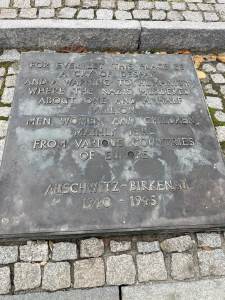 FOR EVER LET THIS PLACE BE
A CRY OF DESPAIR
AND A WARNING TO HUMANITY
WHERE THE NAZIS MURDERED
ABOUT ONE AND A HALF
MILLION
MEN WOMEN AND CHILDREN
MAINLY JEWS
FROM VARIOUS COUNTRIES
OF EUROPE
AUSCHWITZ-BIRKENAU
1940 - 1945